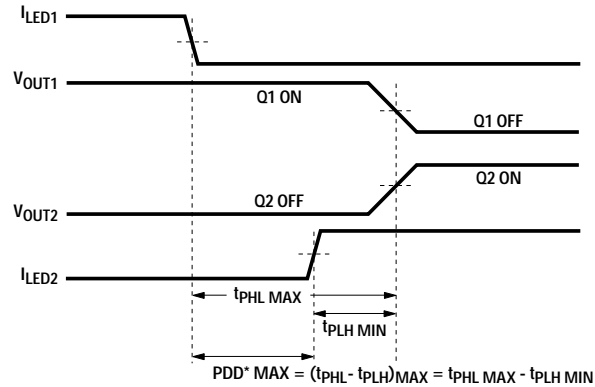 ILED1
VOUT1
Q1 ON
Q1 OFF
Q2 ON
Q2 OFF
VOUT2
ILED2
tPHL MAX
tPLH MIN
PDD* MAX = (tPHL- tPLH)MAX = tPHL MAX - tPLH MIN